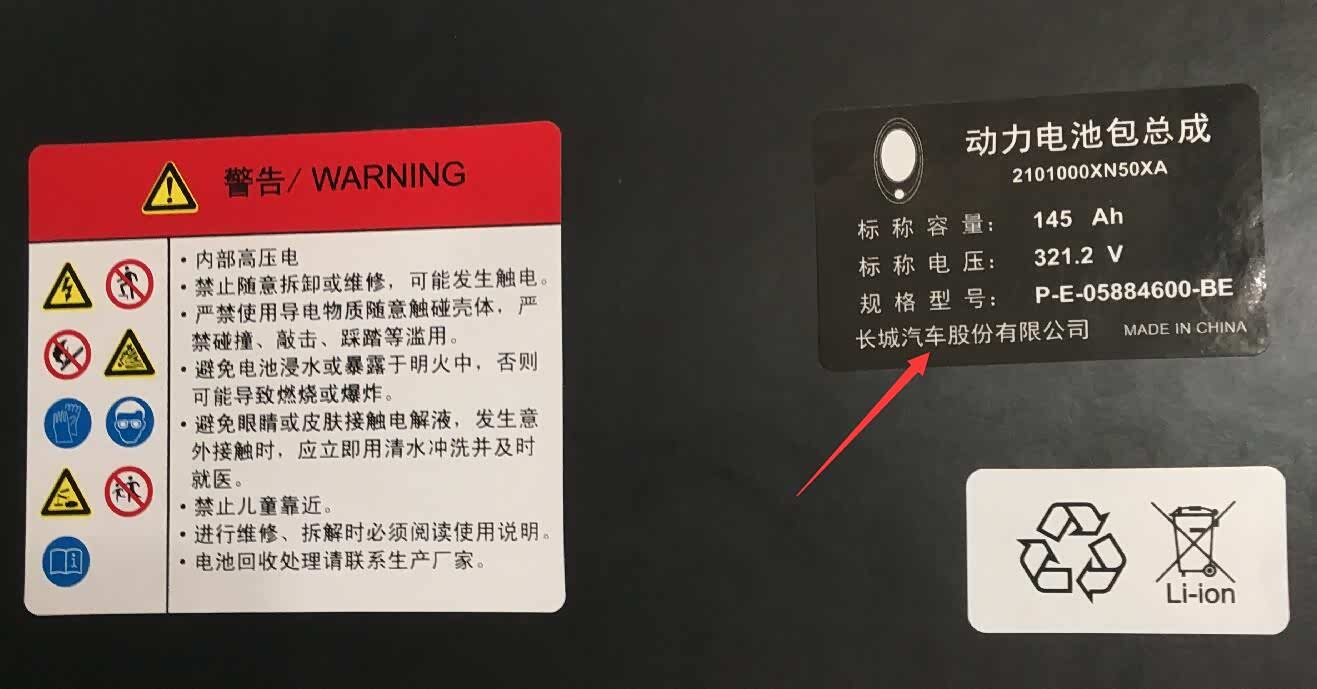 警告/ WARNING
·内部高压电
·禁止随意拆卸或维修，可能发生触电。
·严禁使用导电物质随意触碰壳体，严
禁碰撞、敲击、踩踏等滥用。
·避免电池浸水或暴露于明火中，否则
可能导致燃烧或爆炸。
·避免眼睛或皮肤接触电解液，发生意
外接触时，应立即用清水冲洗并及时
就医。
·禁止儿童靠近。
·进行维修、拆解时必须阅读使用说明。
·电池回收处理请联系生产厂家。
动力电池包总成
2101000XN50XA
标称容量： 145 Ah
标称电压： 321.2 V
规格型号： P-E-05884600-BE
长城汽车股份有限公司 MADE IN CHINA
Li-ion